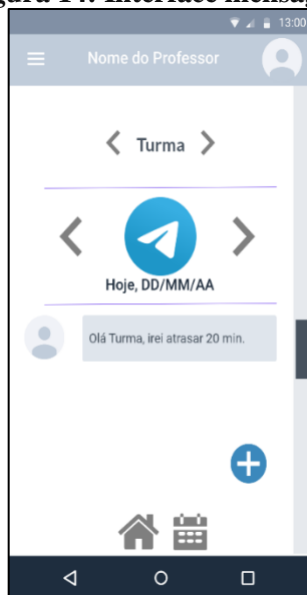 13:00
Nome do Professor
Turma
Hoje, DD/MM/AA
Olá Turma, irei atrasar 20 min.